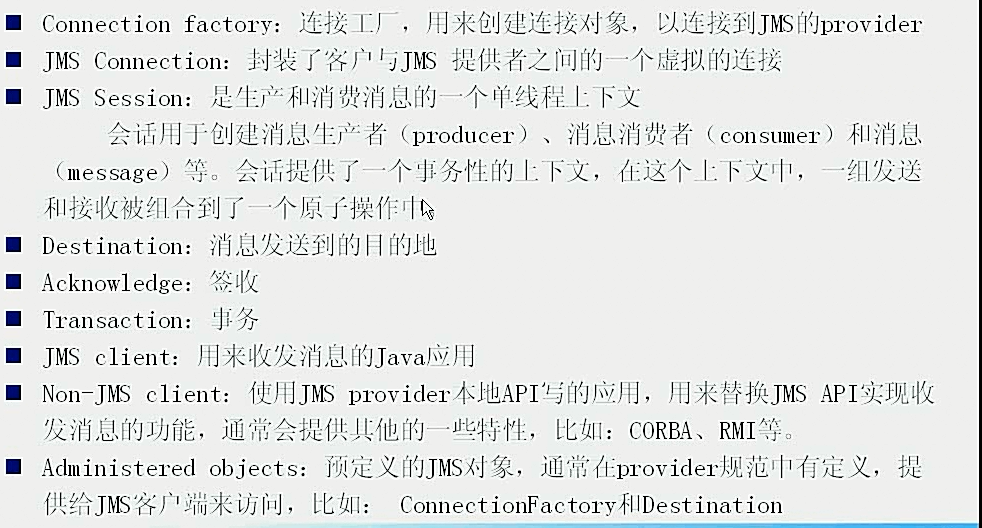 ■ Connection factory：连接工厂，用来创建连接对象，以连接到JMS的provider
■ JMS Connection：封装了客户与JMS 提供者之间的一个虚拟的连接
■ JMS Session：是生产和消费消息的一个单线程上下文
会话用于创建消息生产者（producer）、消息消费者（consumer）和消息
（message）等。会话提供了一个事务性的上下文，在这个上下文中，一组发送
和接收被组合到了一个原子操作中
■ Destination：消息发送到的目的地
■ Acknowledge：签收
■ Transaction：事务
■ JMS client：用来收发消息的Java应用
■ Non-JMS client：使用JMS provider本地API写的应用，用来替换JMS API实现收
发消息的功能，通常会提供其他的一些特性，比如：CORBA、RMI等。
■ Administered objects：预定义的JMS对象，通常在provider规范中有定义，提
供给JMS客户端来访问，比如： ConnectionFactory和Destination